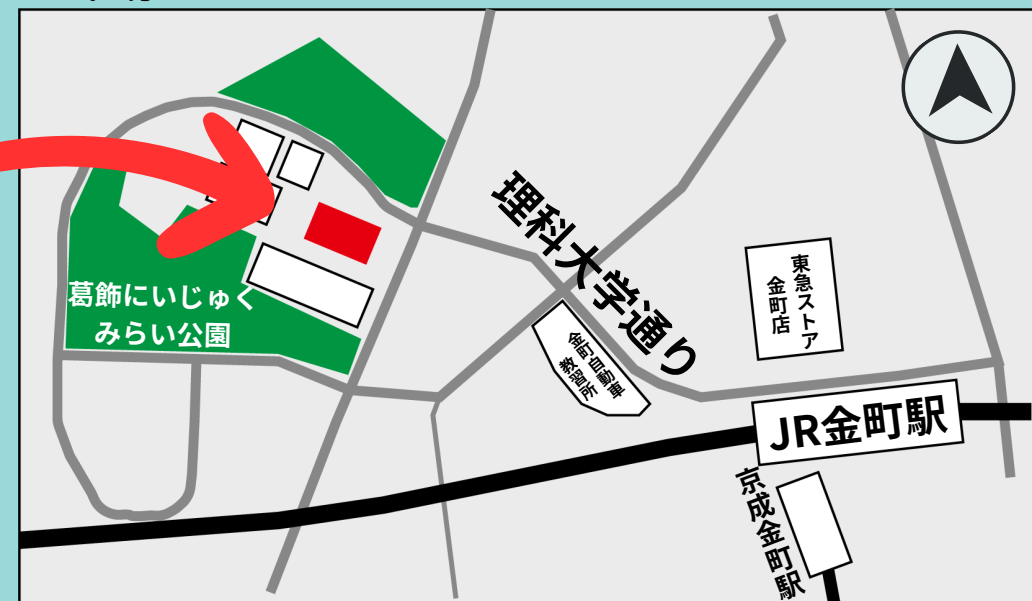 理科大学通り
東急ストア
金町店
葛飾にいじゅく
みらい公園
金町自動車
教習所
JR金町駅
京成金町駅